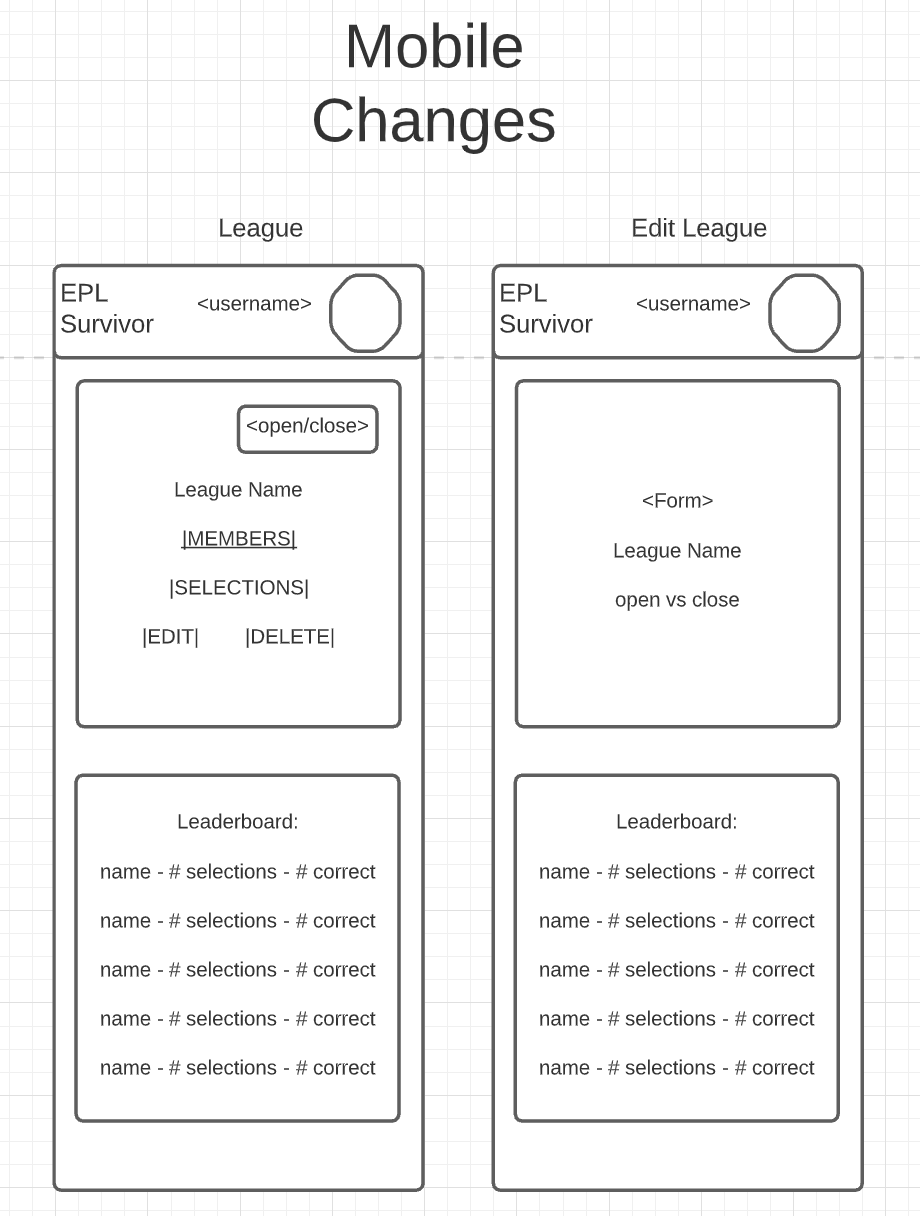 Mobile
Changes
League
EPL
Survivor
<username>
<open/close>
League Name
|MEMBERS|
|SELECTIONS|
|EDIT| |DELETE|
Leaderboard:
name - # selections - # correct
name - # selections - # correct
name - # selections - # correct
name - # selections - # correct
name - # selections - # correct
Edit League
EPL
Survivor
<username>
<Form>
League Name
open vs close
Leaderboard:
name - # selections - # correct
name - # selections - # correct
name - # selections - # correct
name - # selections - # correct
name - # selections - # correct